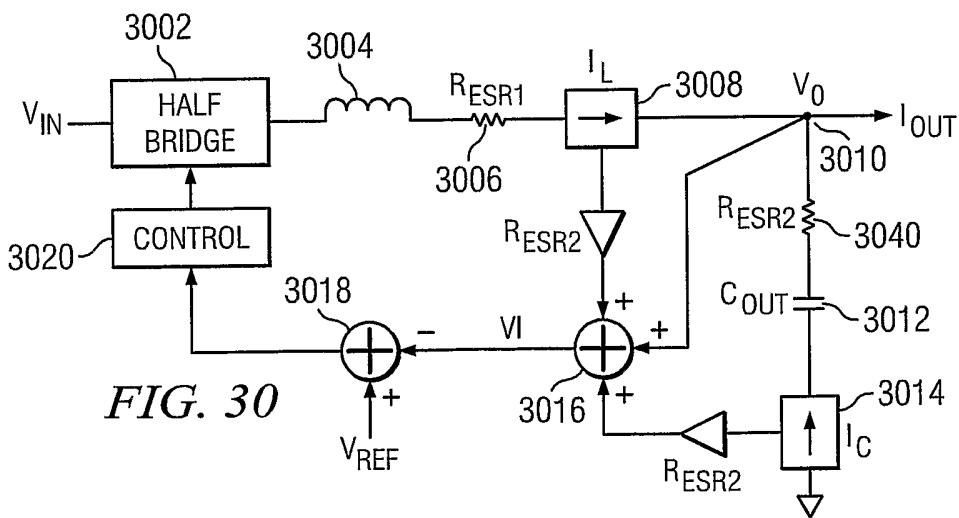 3002
3004
I_L
3008
V_O
V_IN
HALF
BRIDGE
R_ESR1
3006
I_OUT
3010
R_ESR2
3040
3020
CONTROL
R_ESR2
C_OUT
3012
3018
+
+
−
VI
3016
+
+
V_REF
R_ESR2
3014
I_C
FIG. 30